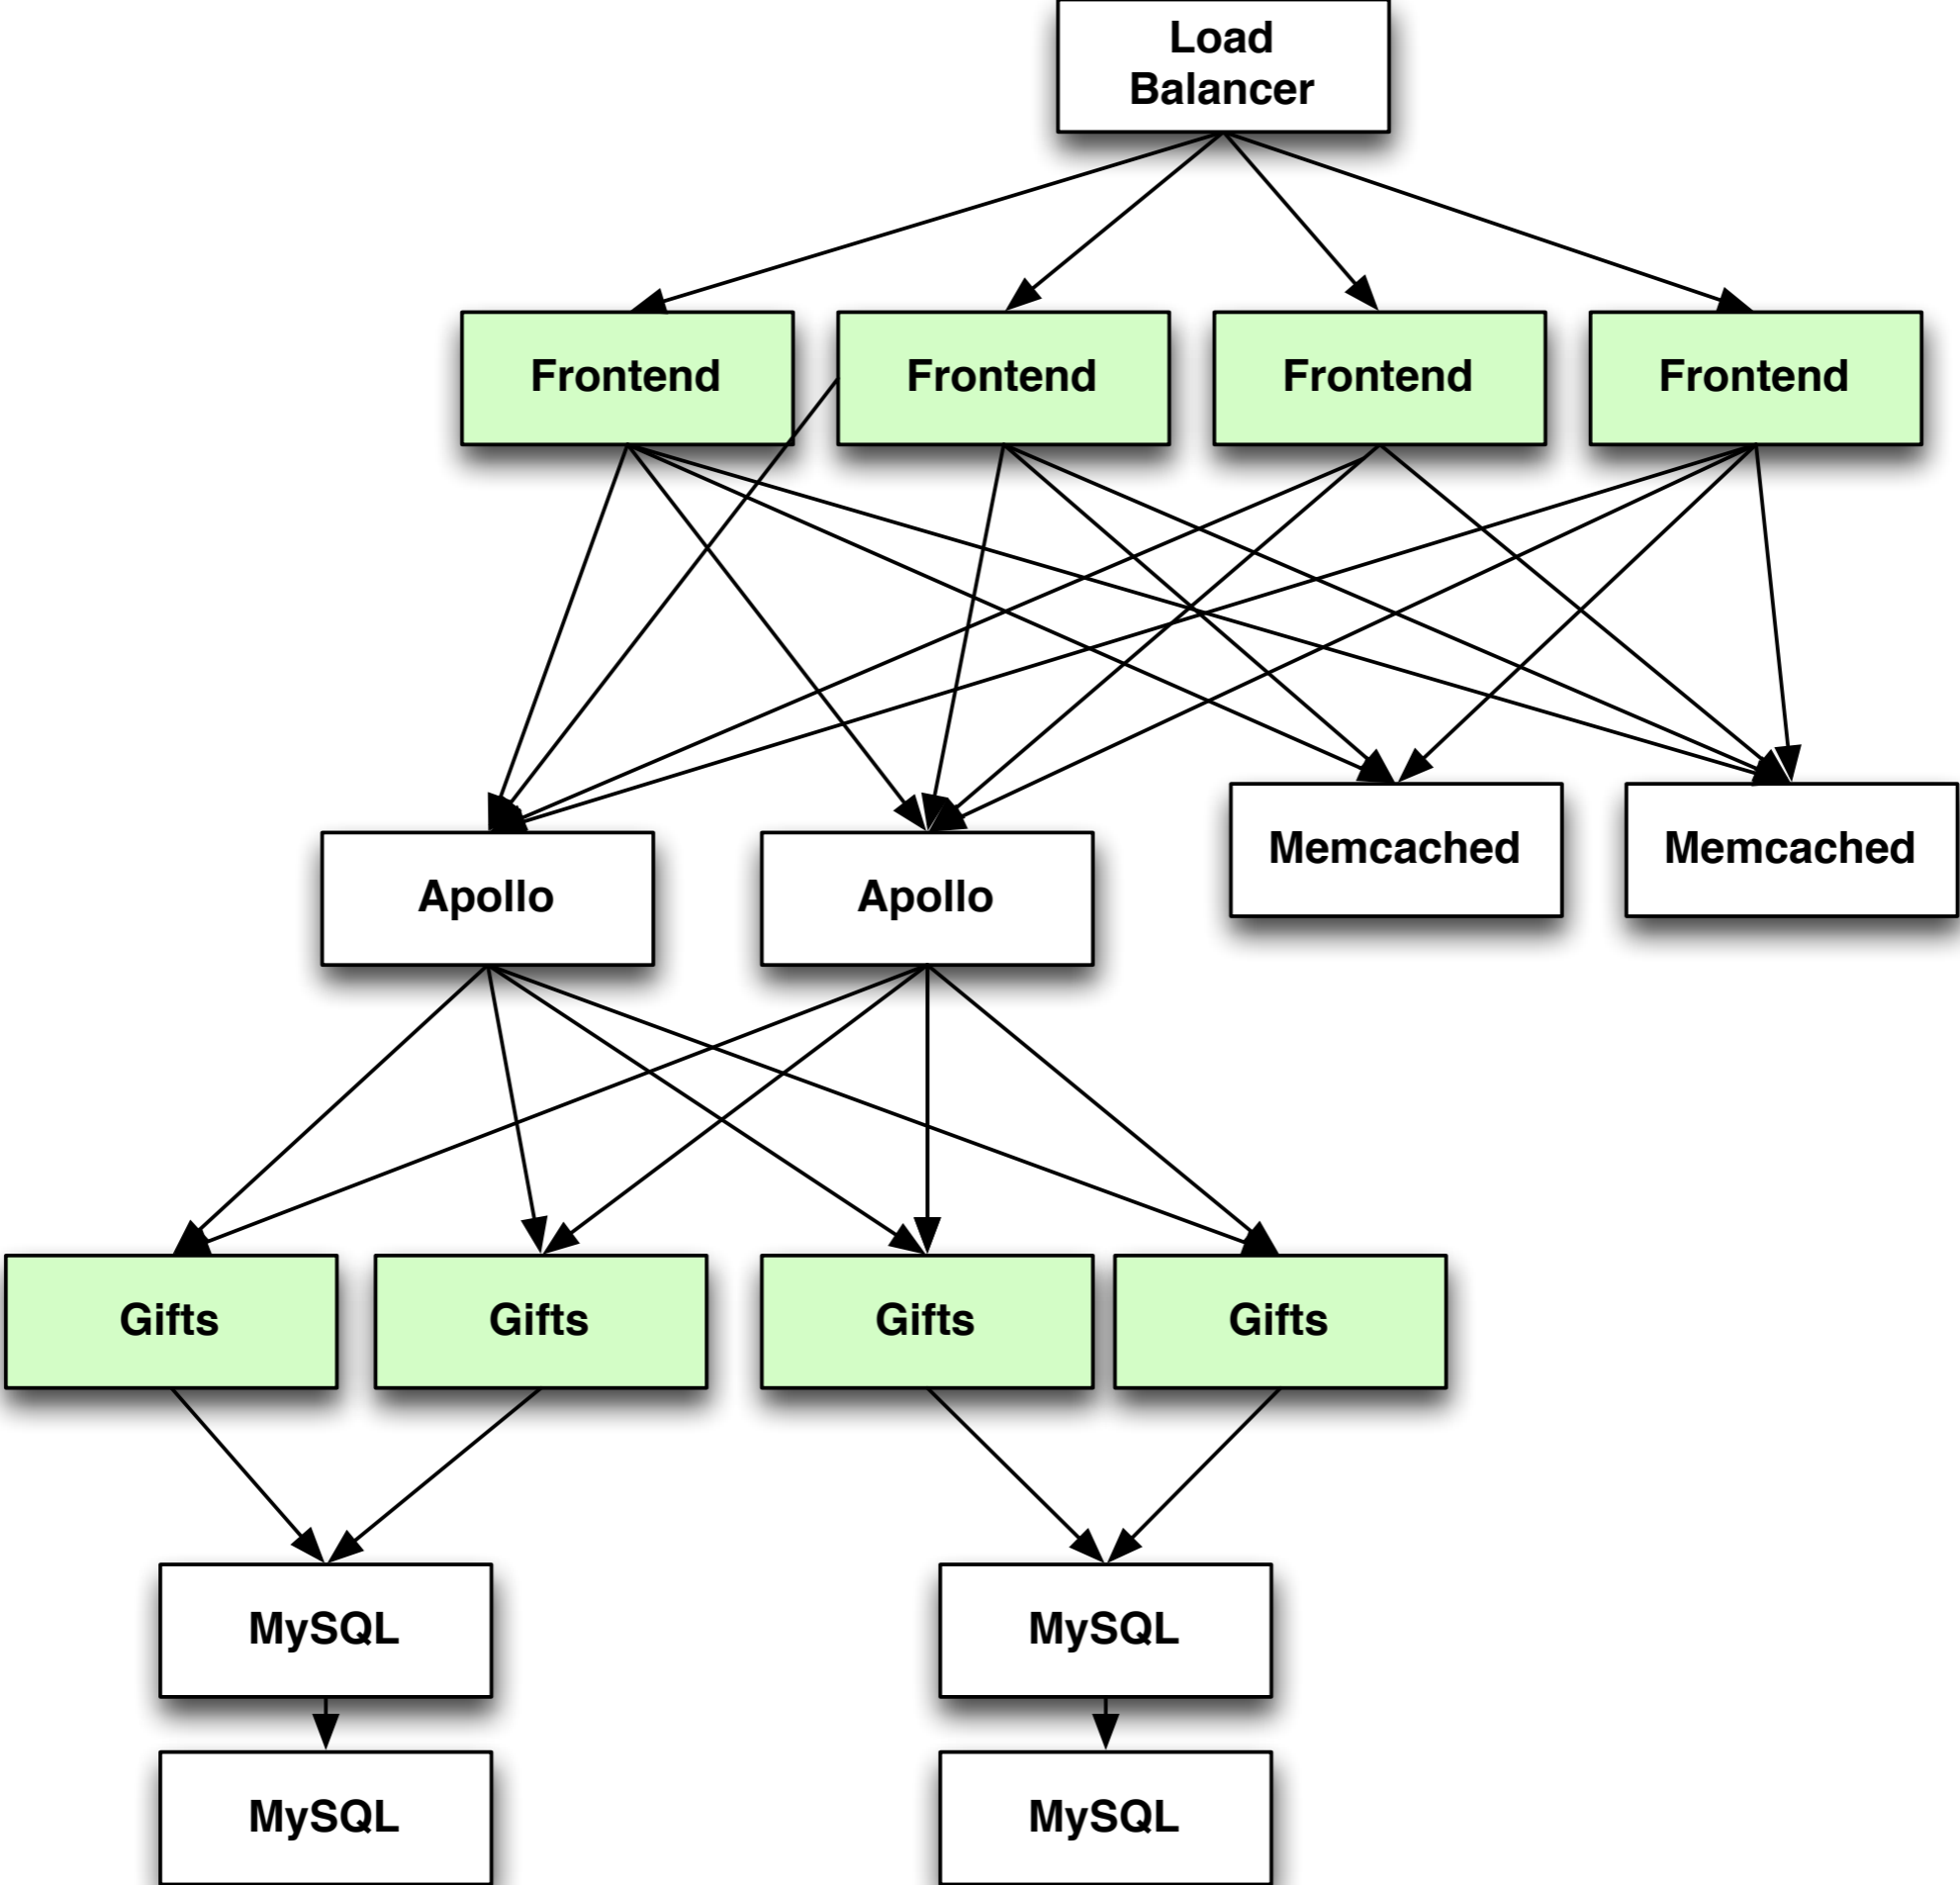 Load
Balancer
Frontend
Frontend
Frontend
Frontend
Apollo
Apollo
Memcached
Memcached
Gifts
Gifts
Gifts
Gifts
MySQL
MySQL
MySQL
MySQL